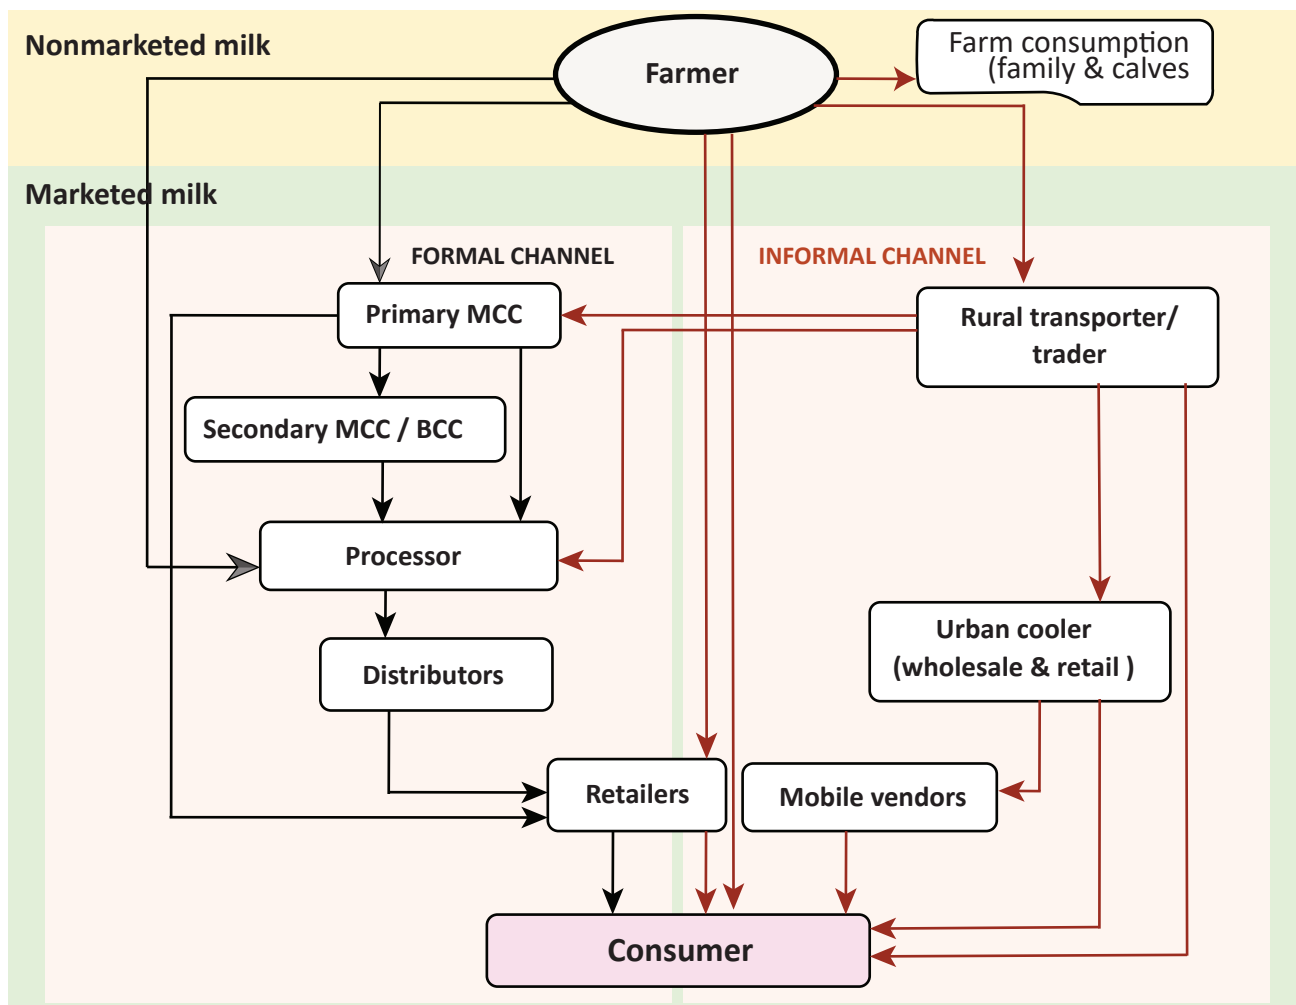 Nonmarketed milk
Farmer
Farm consumption
(family & calves
Marketed milk
FORMAL CHANNEL
INFORMAL CHANNEL
Primary MCC
Rural transporter/
trader
Secondary MCC / BCC
Processor
Urban cooler
(wholesale & retail )
Distributors
Retailers
Mobile vendors
Consumer